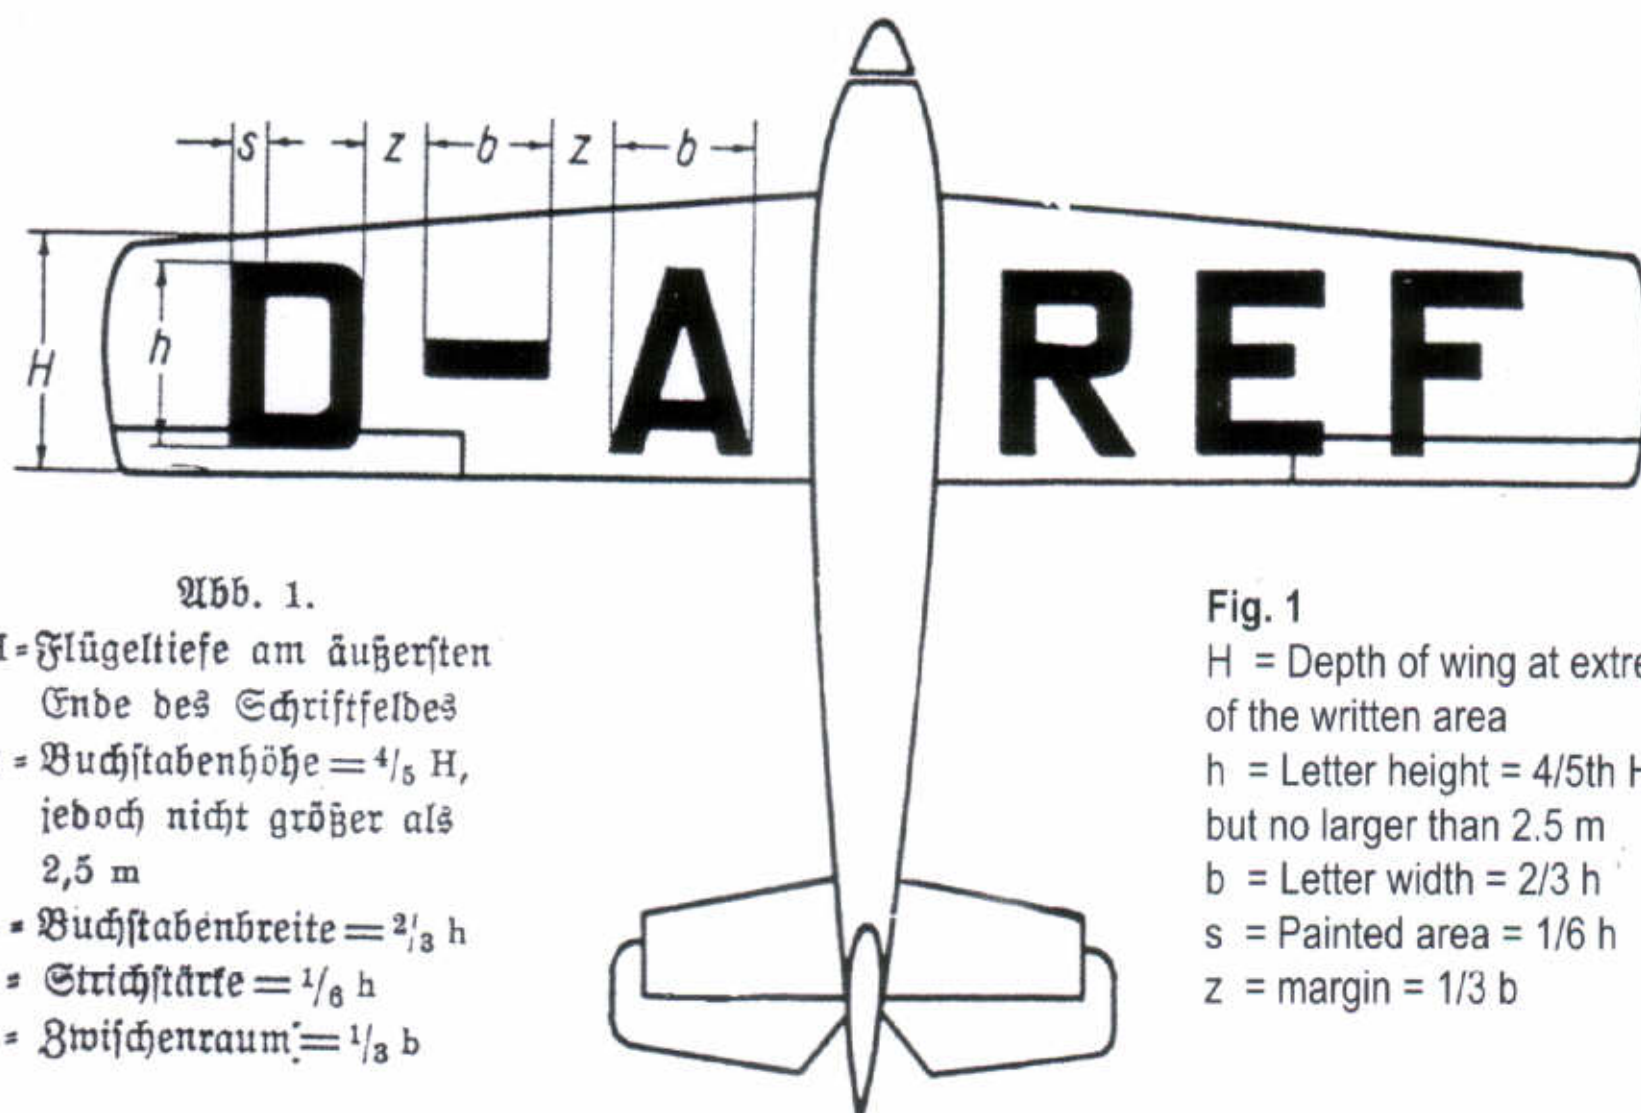 s z b z b
H h D-A REF
Abb. 1.
=Flügeltiefe am äußersten
Ende des Schriftfeldes
= Buchstabenhöhe = 4/5 H,
jedoch nicht größer als
2,5 m
= Buchstabenbreite = 2/3 h
= Strichstärke = 1/6 h
= Zwischenraum = 1/3 b
Fig. 1
H = Depth of wing at
of the written area
h = Letter height = 4/5th
but no larger than 2.5 m
b = Letter width = 2/3 h
s = Painted area = 1/6 h
z = margin = 1/3 b